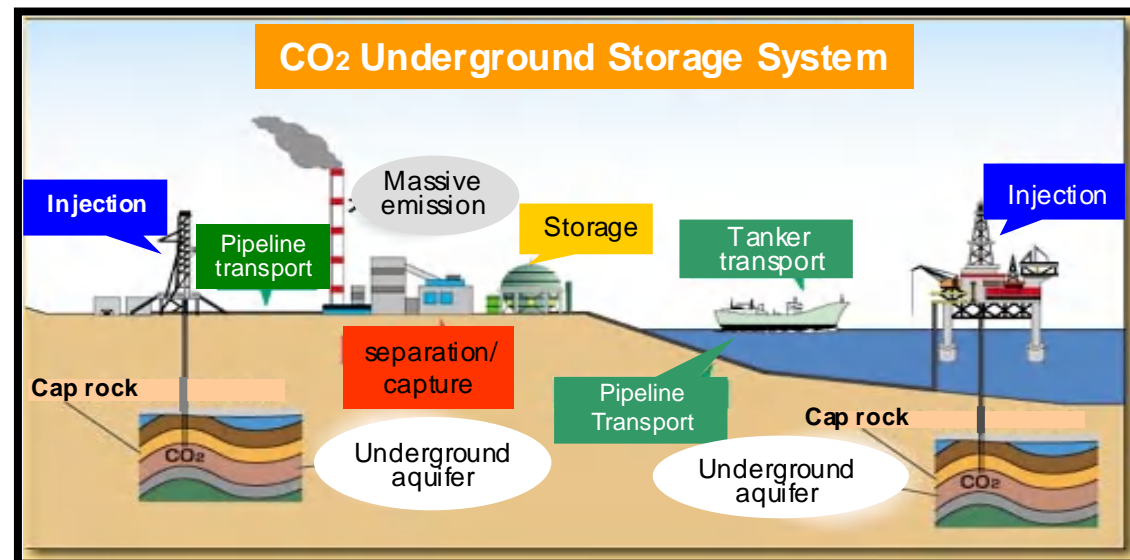 CO2 Underground Storage System
Massive
emission
Injection
Injection
Storage
Pipeline
transport
Tanker
transport
separation/
capture
Cap rock
Pipeline
Transport
Cap rock
CO2
Underground
aquifer
Underground
aquifer
CO2